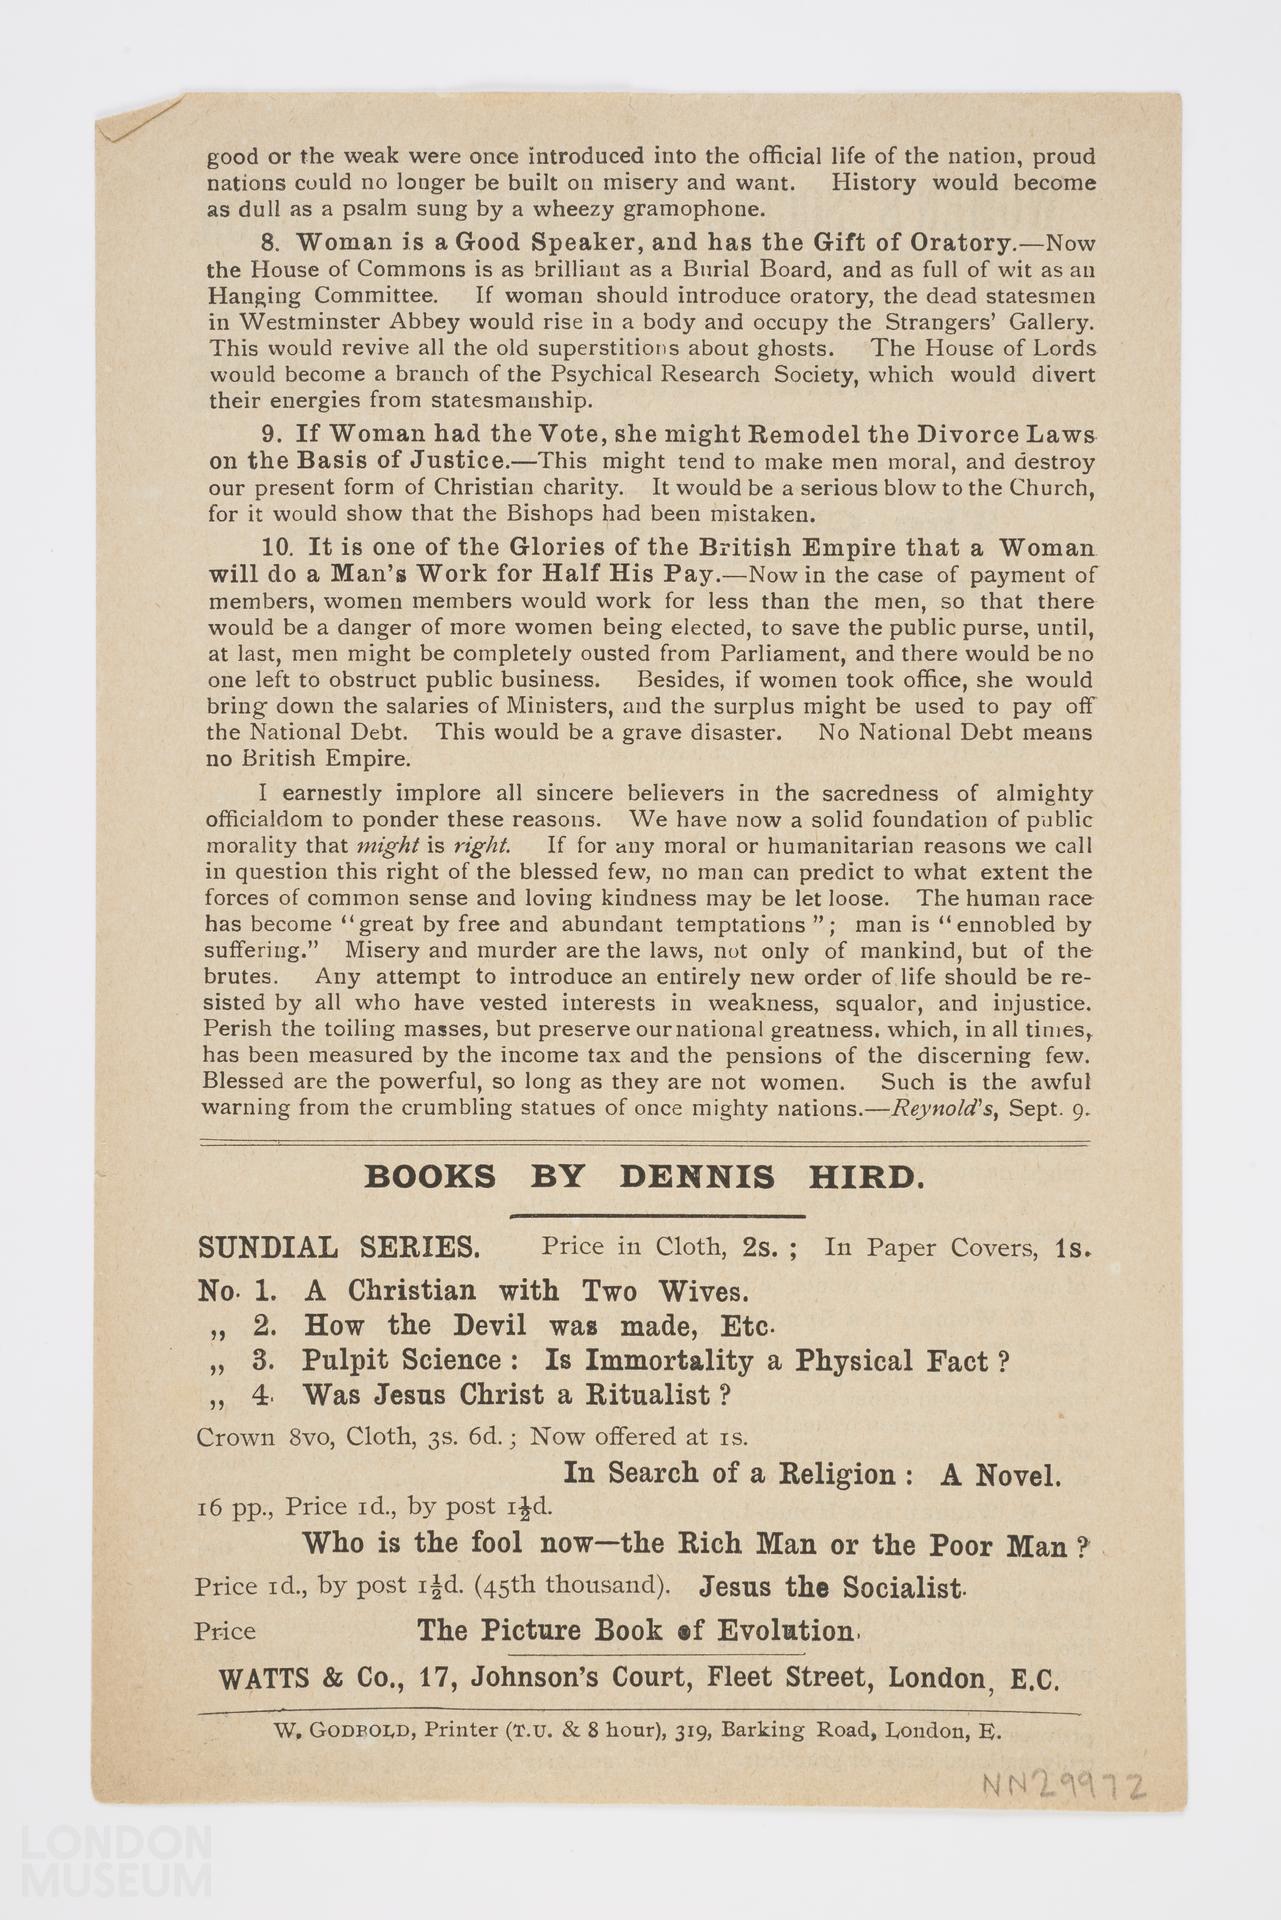 good or the weak were once introduced into the official life of the nation, proud
nations could no longer be built on misery and want. History would become
as dull as a psalm sung by a wheezy gramophone.
8. Woman is a Good Speaker, and has the Gift of Oratory.—Now
the House of Commons is as brilliant as a Burial Board, and as full of wit as an
Hanging Committee. If woman should introduce oratory, the dead statesmen
in Westminster Abbey would rise in a body and occupy the Strangers' Gallery.
This would revive all the old superstitions about ghosts. The House of Lords
would become a branch of the Psychical Research Society, which would divert
their energies from statesmanship.
9. If Woman had the Vote, she might Remodel the Divorce Laws
on the Basis of Justice.—This might tend to make men moral, and destroy
our present form of Christian charity. It would be a serious blow to the Church,
for it would show that the Bishops had been mistaken.
10. It is one of the Glories of the British Empire that a Woman
will do a Man's Work for Half His Pay.—Now in the case of payment of
members, women members would work for less than the men, so that there
would be a danger of more women being elected, to save the public purse, until,
at last, men might be completely ousted from Parliament, and there would be no
one left to obstruct public business. Besides, if women took office, she would
bring down the salaries of Ministers, and the surplus might be used to pay off
the National Debt. This would be a grave disaster. No National Debt means
no British Empire.
I earnestly implore all sincere believers in the sacredness of almighty
officialdom to ponder these reasons. We have now a solid foundation of public
morality that might is right. If for any moral or humanitarian reasons we call
in question this right of the blessed few, no man can predict to what extent the
forces of common sense and loving kindness may be let loose. The human race
has become "great by free and abundant temptations"; man is "ennobled by
suffering." Misery and murder are the laws, not only of mankind, but of the
brutes. Any attempt to introduce an entirely new order of life should be re-
sisted by all who have vested interests in weakness, squalor, and injustice.
Perish the toiling masses, but preserve our national greatness, which, in all times,
has been measured by the income tax and the pensions of the discerning few.
Blessed are the powerful, so long as they are not women. Such is the awful
warning from the crumbling statues of once mighty nations.—Reynold's, Sept. 9.
BOOKS BY DENNIS HIRD.
SUNDIAL SERIES. Price in Cloth, 2s.; In Paper Covers, 1s.
No. 1. A Christian with Two Wives.
„ 2. How the Devil was made, Etc.
„ 3. Pulpit Science: Is Immortality a Physical Fact?
„ 4. Was Jesus Christ a Ritualist?
Crown 8vo, Cloth, 3s. 6d.; Now offered at 1s.
In Search of a Religion: A Novel.
16 pp., Price 1d., by post 1½d.
Who is the fool now—the Rich Man or the Poor Man?
Price 1d., by post 1½d. (45th thousand). Jesus the Socialist.
Price The Picture Book of Evolution.
WATTS & Co., 17, Johnson's Court, Fleet Street, London, E.C.
W. GODBOLD, Printer (T.U. & 8 hour), 319, Barking Road, London, E.
NN29972
LONDON
MUSEUM